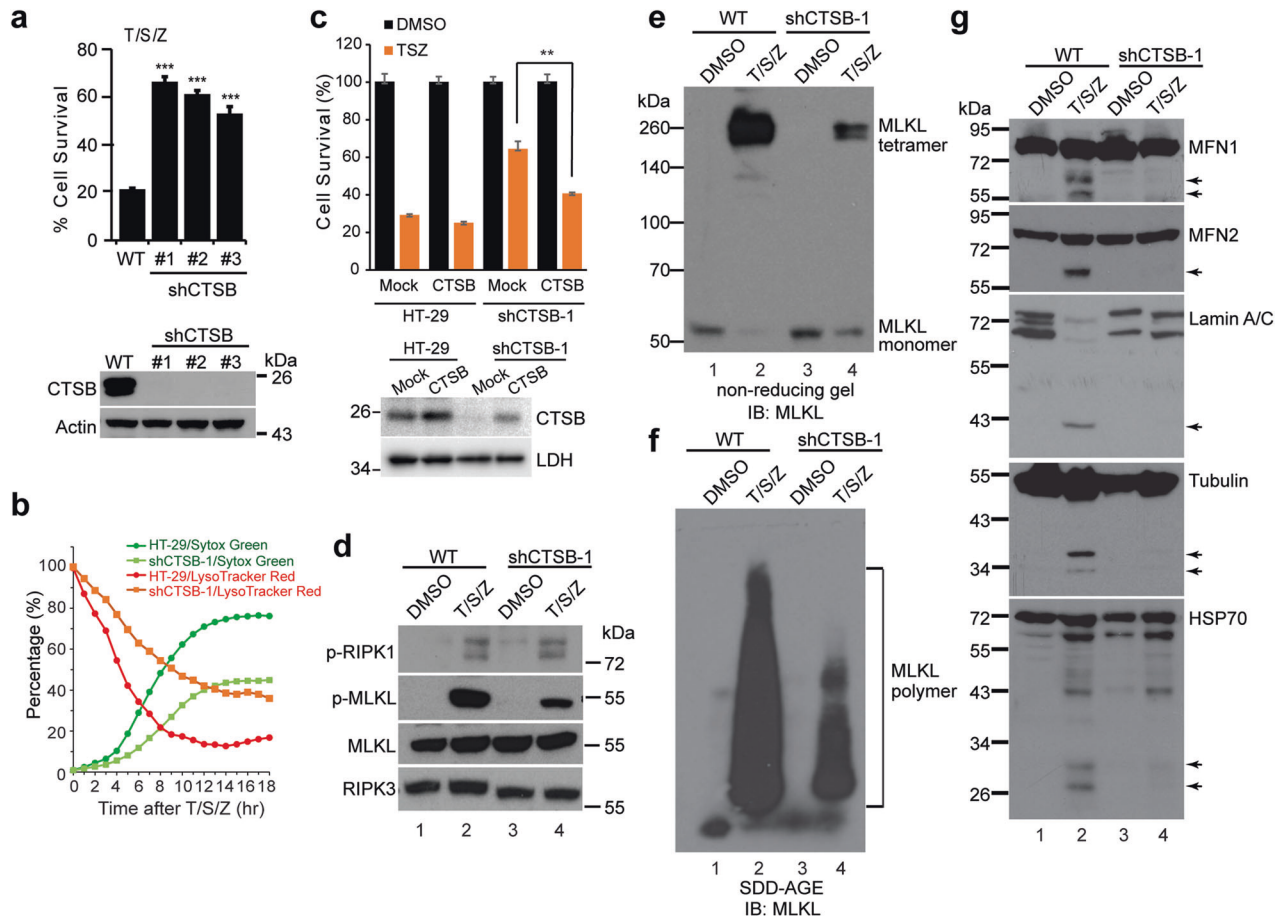 a
T/S/Z
% Cell Survival
80
60
40
20
0
***
***
***
WT #1 #2 #3
shCTSB
shCTSB
WT #1 #2 #3 kDa
CTSB
26
Actin
43
b
HT-29/Sytox Green
shCTSB-1/Sytox Green
HT-29/LysoTracker Red
shCTSB-1/LysoTracker Red
Percentage (%)
100
80
60
40
20
0
0 2 4 6 8 10 12 14 16 18
Time after T/S/Z (hr)
c
DMSO
TSZ
Cell Survival (%)
120
100
80
60
40
20
0
**
Mock CTSB Mock CTSB
HT-29 shCTSB-1
HT-29 shCTSB-1
Mock CTSB Mock CTSB
26
CTSB
34
LDH
d
WT shCTSB-1
DMSO T/S/Z DMSO T/S/Z
kDa
p-RIPK1
72
p-MLKL
55
MLKL
55
RIPK3
55
1 2 3 4
e
WT shCTSB-1
DMSO T/S/Z DMSO T/S/Z
kDa
260
140
100
70
50
MLKL
tetramer
MLKL
monomer
1 2 3 4
non-reducing gel
IB: MLKL
f
WT shCTSB-1
DMSO T/S/Z DMSO T/S/Z
MLKL
polymer
1 2 3 4
SDD-AGE
IB: MLKL
g
WT shCTSB-1
DMSO T/S/Z DMSO T/S/Z
kDa
95
72
55
MFN1
95
72
55
MFN2
72
55
43
Lamin A/C
55
43
34
Tubulin
72
55
43
34
26
HSP70
1 2 3 4